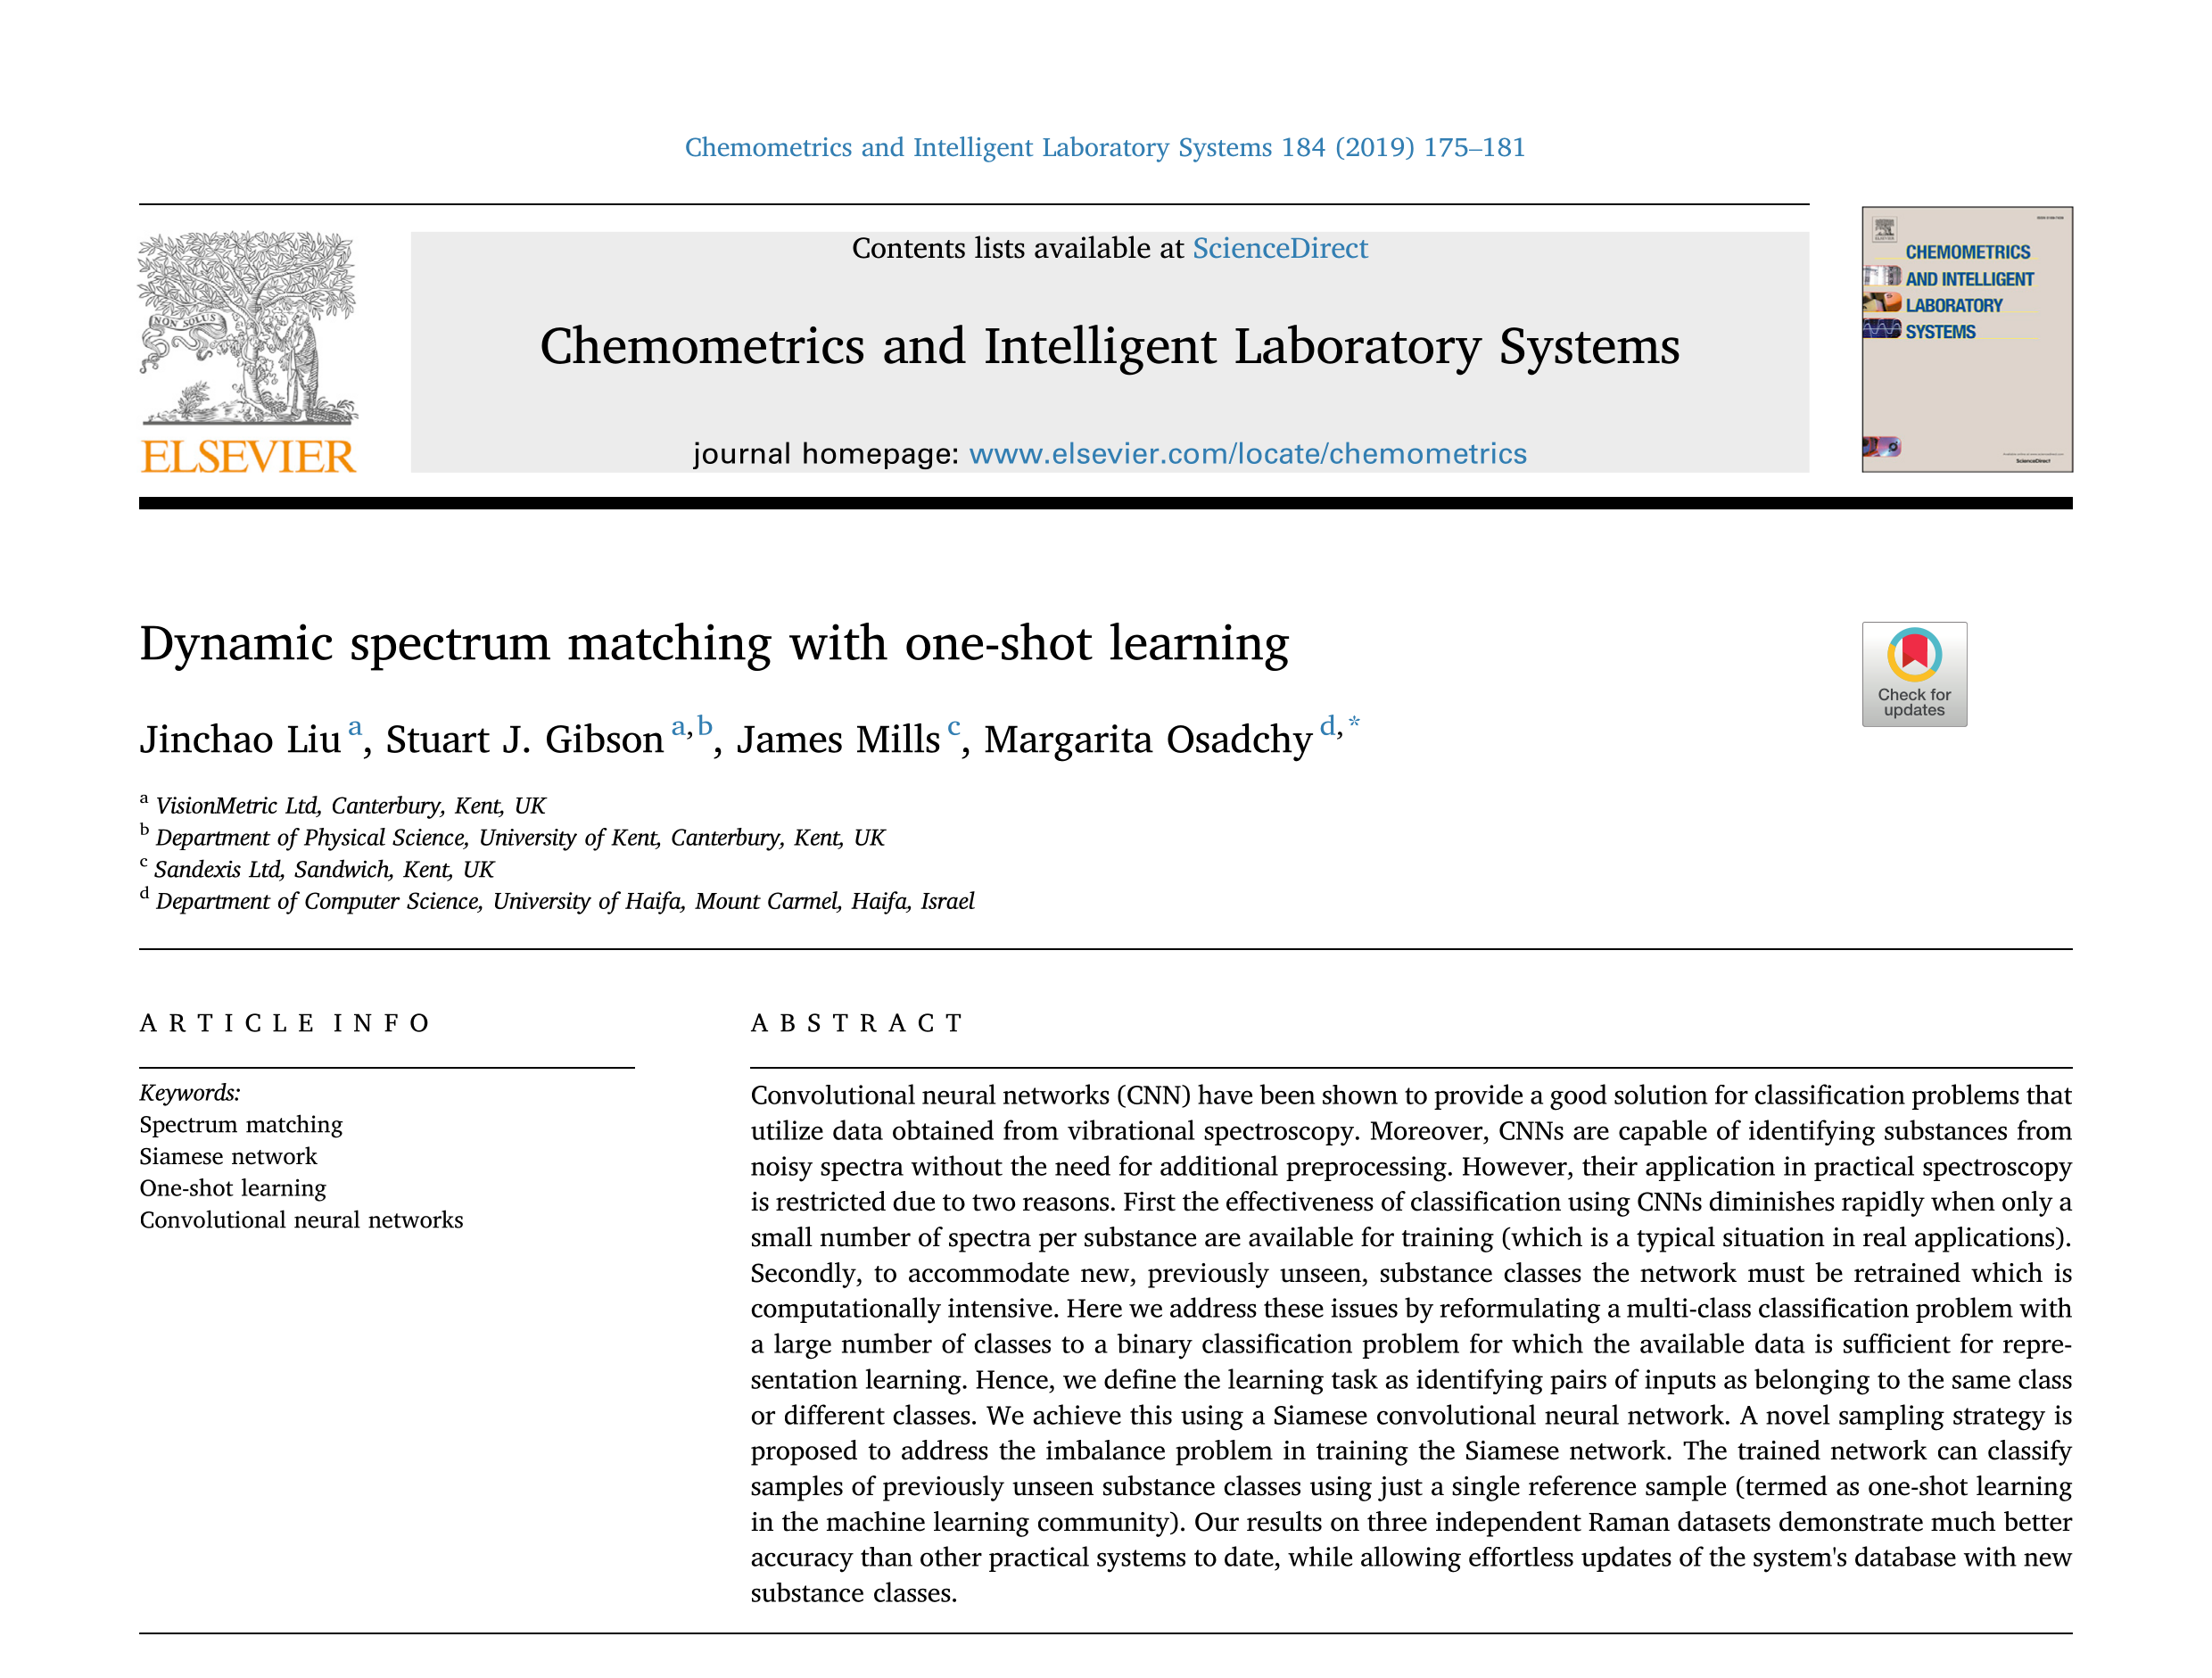 Chemometrics and Intelligent Laboratory Systems 184 (2019) 175–181
Contents lists available at ScienceDirect
Chemometrics and Intelligent Laboratory Systems
journal homepage: www.elsevier.com/locate/chemometrics
NON SOLUS
ELSEVIER
CHEMOMETRICS
AND INTELLIGENT
LABORATORY
SYSTEMS
ScienceDirect
Dynamic spectrum matching with one-shot learning
Check for
updates
Jinchao Liu a, Stuart J. Gibson a,b, James Mills c, Margarita Osadchy d,*
a VisionMetric Ltd, Canterbury, Kent, UK
b Department of Physical Science, University of Kent, Canterbury, Kent, UK
c Sandexis Ltd, Sandwich, Kent, UK
d Department of Computer Science, University of Haifa, Mount Carmel, Haifa, Israel
ARTICLE INFO
Keywords:
Spectrum matching
Siamese network
One-shot learning
Convolutional neural networks
ABSTRACT
Convolutional neural networks (CNN) have been shown to provide a good solution for classification problems that
utilize data obtained from vibrational spectroscopy. Moreover, CNNs are capable of identifying substances from
noisy spectra without the need for additional preprocessing. However, their application in practical spectroscopy
is restricted due to two reasons. First the effectiveness of classification using CNNs diminishes rapidly when only a
small number of spectra per substance are available for training (which is a typical situation in real applications).
Secondly, to accommodate new, previously unseen, substance classes the network must be retrained which is
computationally intensive. Here we address these issues by reformulating a multi-class classification problem with
a large number of classes to a binary classification problem for which the available data is sufficient for repre-
sentation learning. Hence, we define the learning task as identifying pairs of inputs as belonging to the same class
or different classes. We achieve this using a Siamese convolutional neural network. A novel sampling strategy is
proposed to address the imbalance problem in training the Siamese network. The trained network can classify
samples of previously unseen substance classes using just a single reference sample (termed as one-shot learning
in the machine learning community). Our results on three independent Raman datasets demonstrate much better
accuracy than other practical systems to date, while allowing effortless updates of the system's database with new
substance classes.